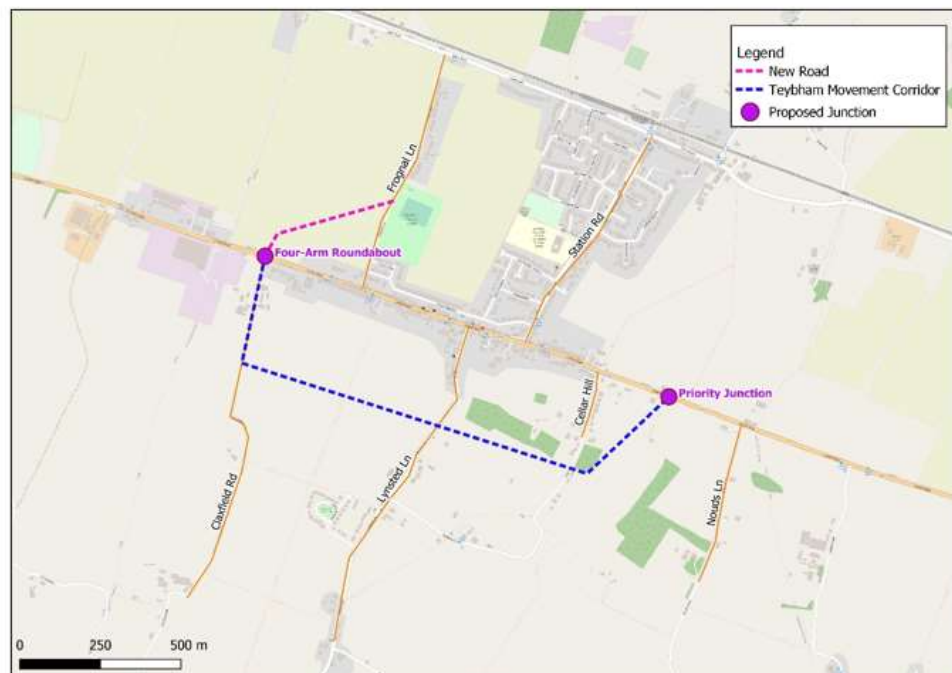 Legend
New Road
Teybham Movement Corridor
Proposed Junction
Frognal Ln
Station Rd
Four-Arm Roundabout
Priority Junction
Cellar Hill
Lynsted Ln
Claxfield Rd
Nouds Ln
0 250 500 m